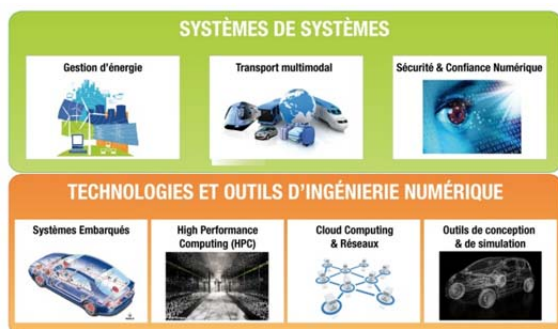 SYSTÈMES DE SYSTÈMES
Gestion d'énergie
Transport multimodal
Sécurité & Confiance Numérique
TECHNOLOGIES ET OUTILS D'INGÉNIERIE NUMÉRIQUE
Systèmes Embarqués
High Performance
Computing (HPC)
Cloud Computing
& Réseaux
Outils de conception
& de simulation